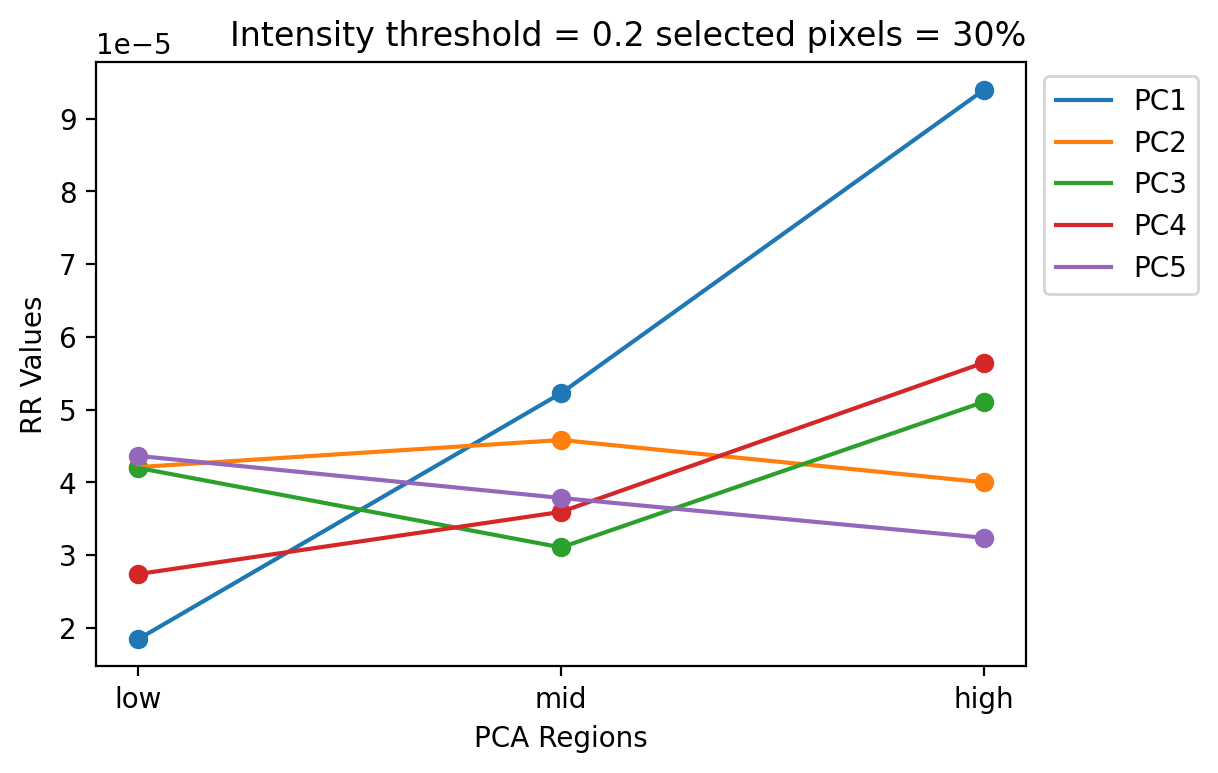 Intensity threshold = 0.2 selected pixels = 30%
1e−5
9
8
7
6
5
4
3
2
RR Values
low mid high
PCA Regions
PC1
PC2
PC3
PC4
PC5